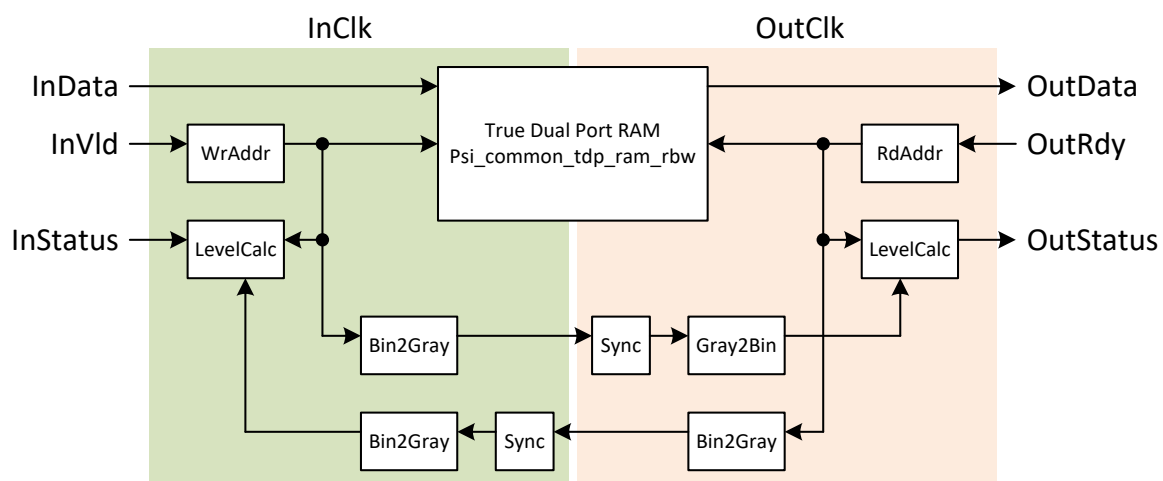 InClk
OutClk
InData
OutData
True Dual Port RAM
Psi_common_tdp_ram_rbw
InVld
WrAddr
RdAddr
OutRdy
InStatus
LevelCalc
LevelCalc
OutStatus
Bin2Gray
Sync
Gray2Bin
Bin2Gray
Sync
Bin2Gray